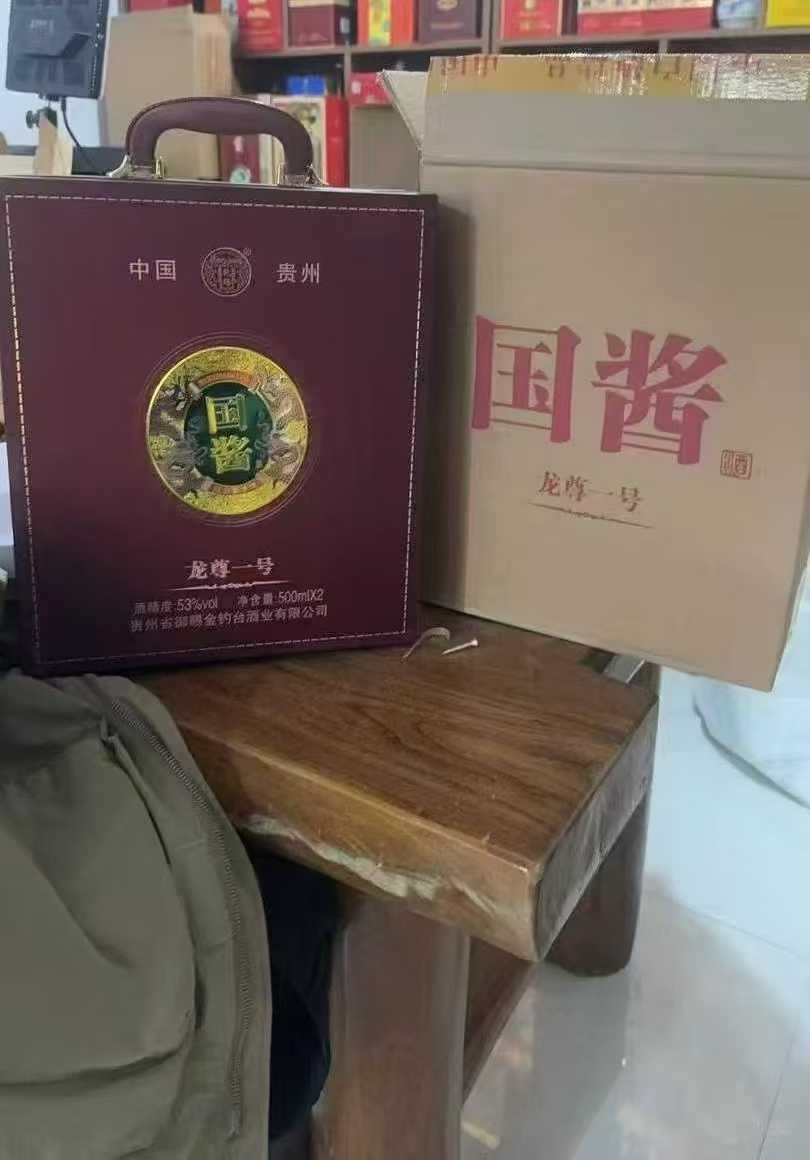 中国 贵州
国酱
龙尊一号
酒精度:53%vol 净含量:500mlX2
贵州省御赐金钓台酒业有限公司
国酱
龙尊一号